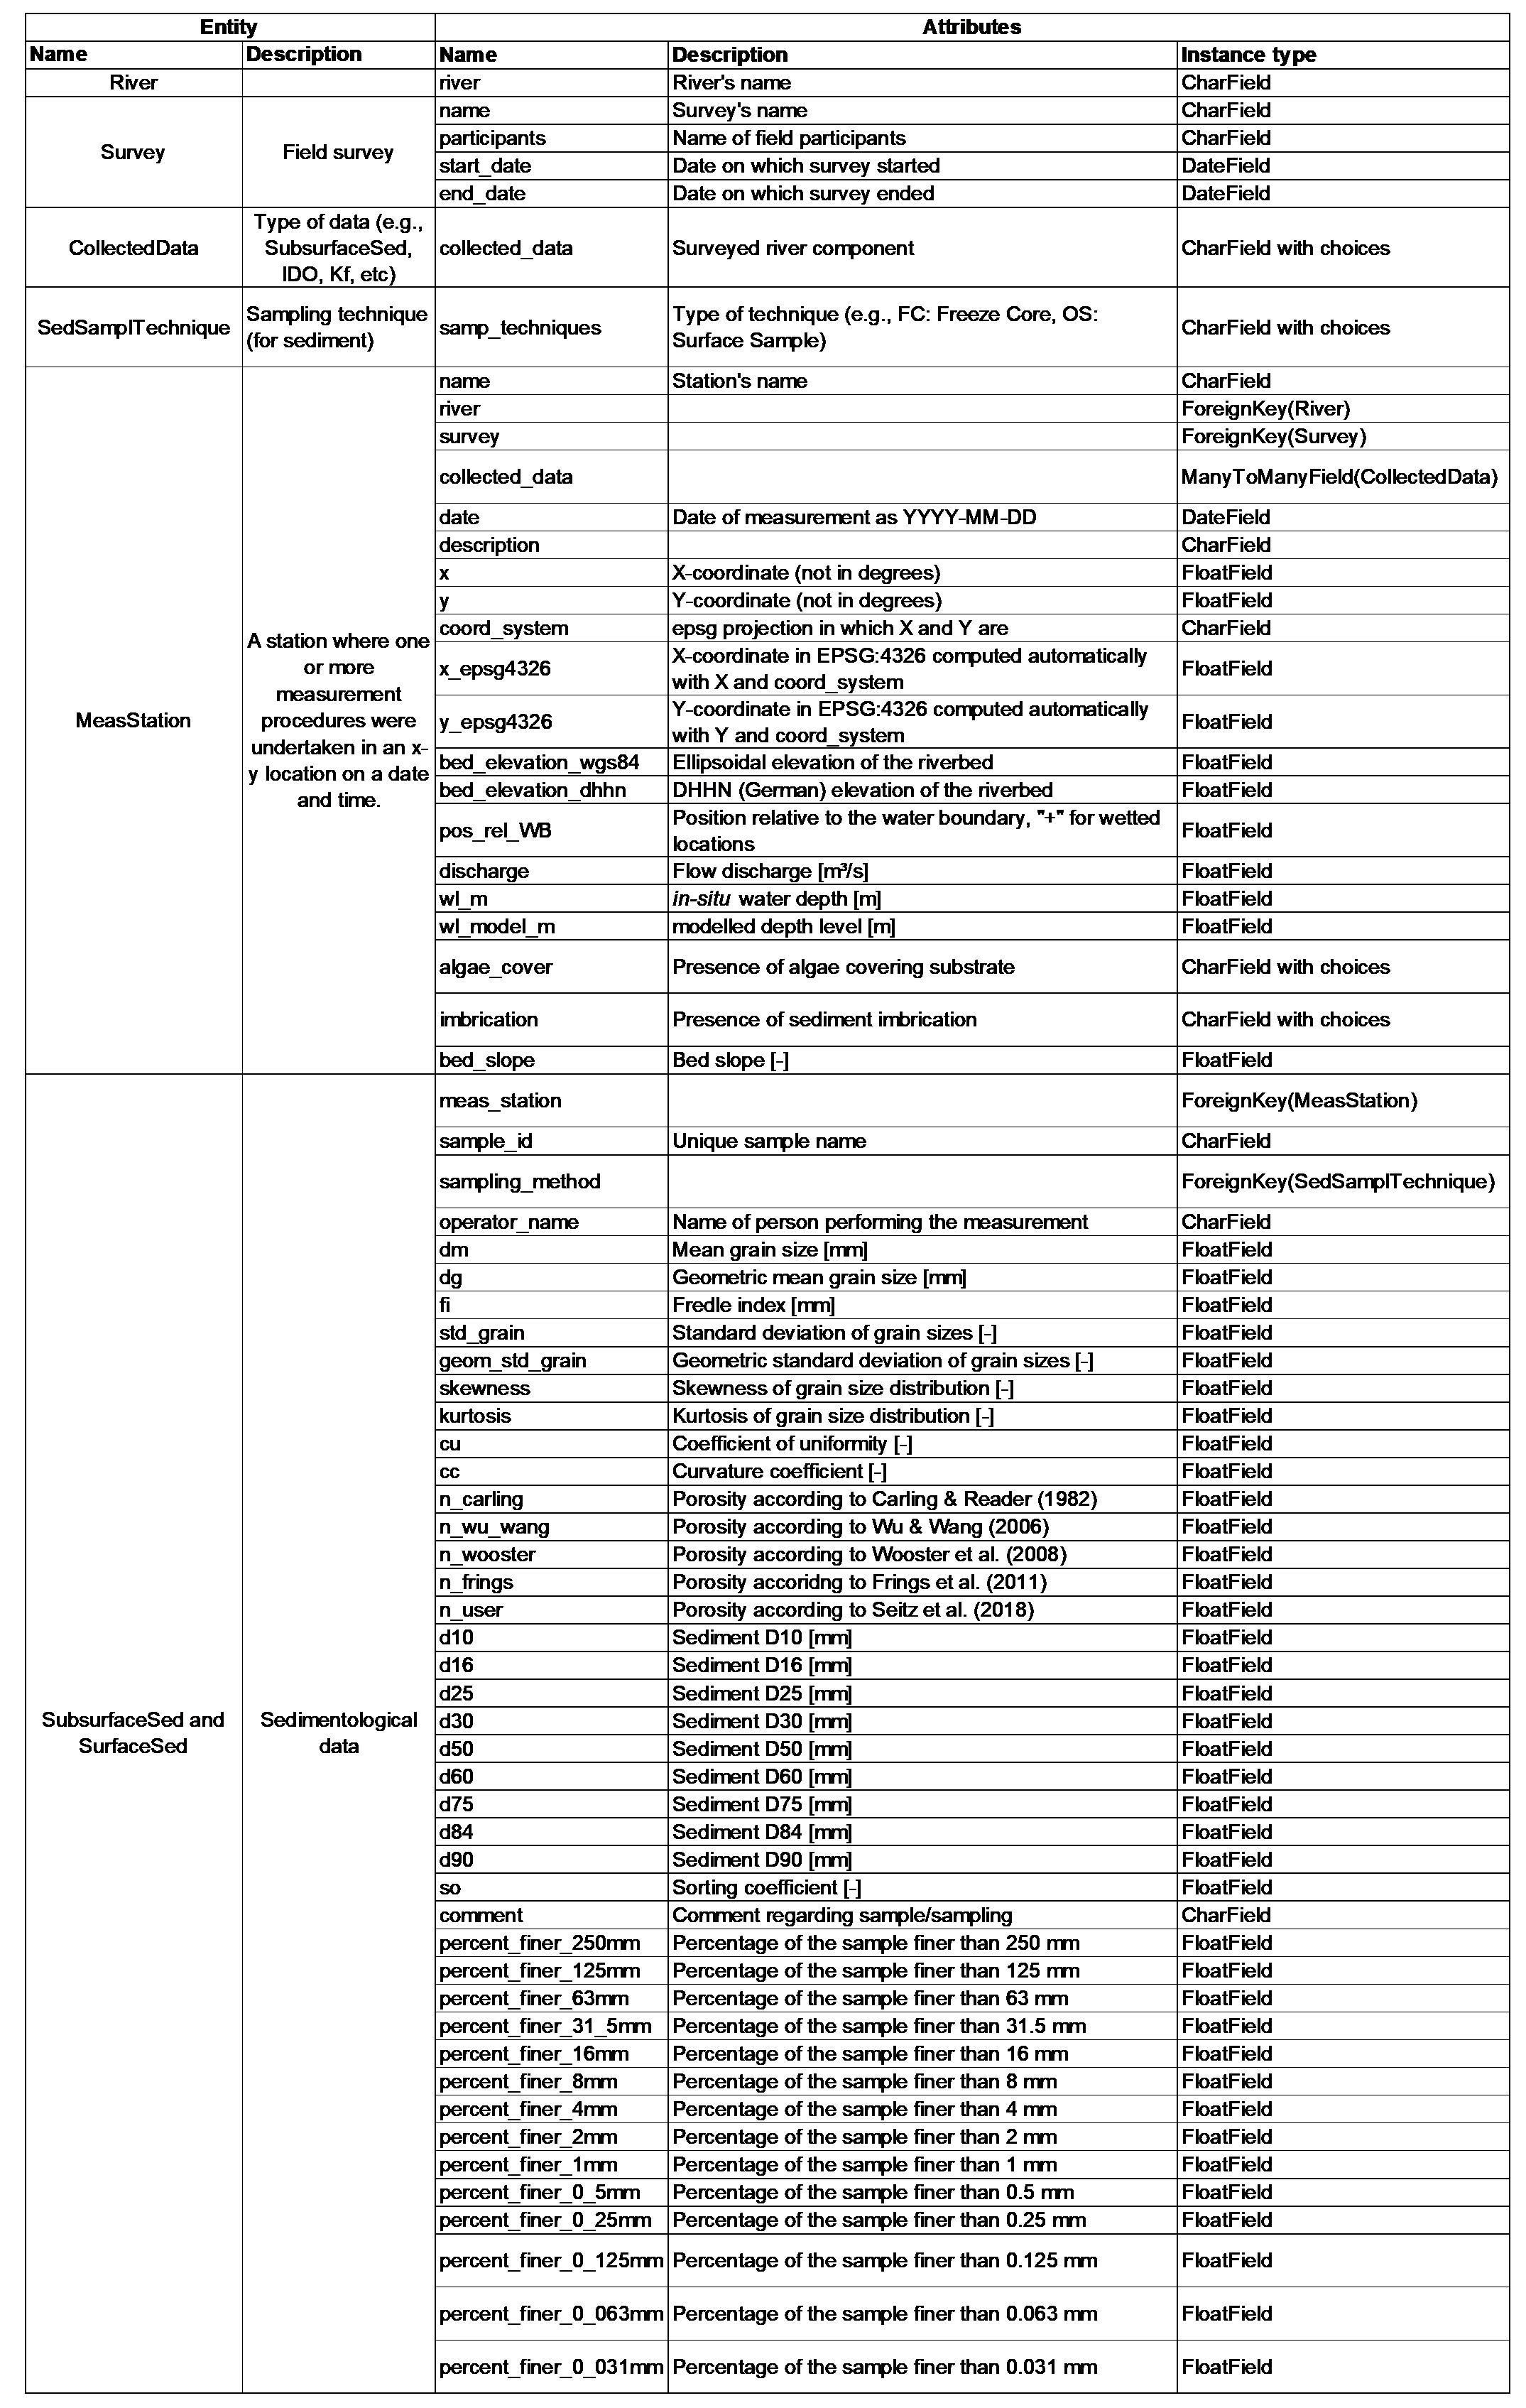 Entity Attributes
Name Description Name Description Instance type
River river River's name CharField
Survey Field survey name Survey's name CharField
participants Name of field participants CharField
start_date Date on which survey started DateField
end_date Date on which survey ended DateField
CollectedData Type of data (e.g., SubsurfaceSed, IDO, Kf, etc) collected_data Surveyed river component CharField with choices
SedSamplTechnique Sampling technique (for sediment) samp_techniques Type of technique (e.g., FC: Freeze Core, OS: Surface Sample) CharField with choices
MeasStation A station where one or more measurement procedures were undertaken in an x-y location on a date and time. name Station's name CharField
river ForeignKey(River)
survey ForeignKey(Survey)
collected_data ManyToManyField(CollectedData)
date Date of measurement as YYYY-MM-DD DateField
description CharField
x X-coordinate (not in degrees) FloatField
y Y-coordinate (not in degrees) FloatField
coord_system epsg projection in which X and Y are CharField
x_epsg4326 X-coordinate in EPSG:4326 computed automatically with X and coord_system FloatField
y_epsg4326 Y-coordinate in EPSG:4326 computed automatically with Y and coord_system FloatField
bed_elevation_wgs84 Ellipsoidal elevation of the riverbed FloatField
bed_elevation_dhhn DHHN (German) elevation of the riverbed FloatField
pos_rel_WB Position relative to the water boundary, "+" for wetted locations FloatField
discharge Flow discharge [m³/s] FloatField
wl_m in-situ water depth [m] FloatField
wl_model_m modelled depth level [m] FloatField
algae_cover Presence of algae covering substrate CharField with choices
imbrication Presence of sediment imbrication CharField with choices
bed_slope Bed slope [-] FloatField
SubsurfaceSed and SurfaceSed Sedimentological data meas_station ForeignKey(MeasStation)
sample_id Unique sample name CharField
sampling_method ForeignKey(SedSamplTechnique)
operator_name Name of person performing the measurement CharField
dm Mean grain size [mm] FloatField
dg Geometric mean grain size [mm] FloatField
fi Fredle index [mm] FloatField
std_grain Standard deviation of grain sizes [-] FloatField
geom_std_grain Geometric standard deviation of grain sizes [-] FloatField
skewness Skewness of grain size distribution [-] FloatField
kurtosis Kurtosis of grain size distribution [-] FloatField
cu Coefficient of uniformity [-] FloatField
cc Curvature coefficient [-] FloatField
n_carling Porosity according to Carling & Reader (1982) FloatField
n_wu_wang Porosity according to Wu & Wang (2006) FloatField
n_wooster Porosity according to Wooster et al. (2008) FloatField
n_frings Porosity accoridng to Frings et al. (2011) FloatField
n_user Porosity according to Seitz et al. (2018) FloatField
d10 Sediment D10 [mm] FloatField
d16 Sediment D16 [mm] FloatField
d25 Sediment D25 [mm] FloatField
d30 Sediment D30 [mm] FloatField
d50 Sediment D50 [mm] FloatField
d60 Sediment D60 [mm] FloatField
d75 Sediment D75 [mm] FloatField
d84 Sediment D84 [mm] FloatField
d90 Sediment D90 [mm] FloatField
so Sorting coefficient [-] FloatField
comment Comment regarding sample/sampling CharField
percent_finer_250mm Percentage of the sample finer than 250 mm FloatField
percent_finer_125mm Percentage of the sample finer than 125 mm FloatField
percent_finer_63mm Percentage of the sample finer than 63 mm FloatField
percent_finer_31_5mm Percentage of the sample finer than 31.5 mm FloatField
percent_finer_16mm Percentage of the sample finer than 16 mm FloatField
percent_finer_8mm Percentage of the sample finer than 8 mm FloatField
percent_finer_4mm Percentage of the sample finer than 4 mm FloatField
percent_finer_2mm Percentage of the sample finer than 2 mm FloatField
percent_finer_1mm Percentage of the sample finer than 1 mm FloatField
percent_finer_0_5mm Percentage of the sample finer than 0.5 mm FloatField
percent_finer_0_25mm Percentage of the sample finer than 0.25 mm FloatField
percent_finer_0_125mm Percentage of the sample finer than 0.125 mm FloatField
percent_finer_0_063mm Percentage of the sample finer than 0.063 mm FloatField
percent_finer_0_031mm Percentage of the sample finer than 0.031 mm FloatField